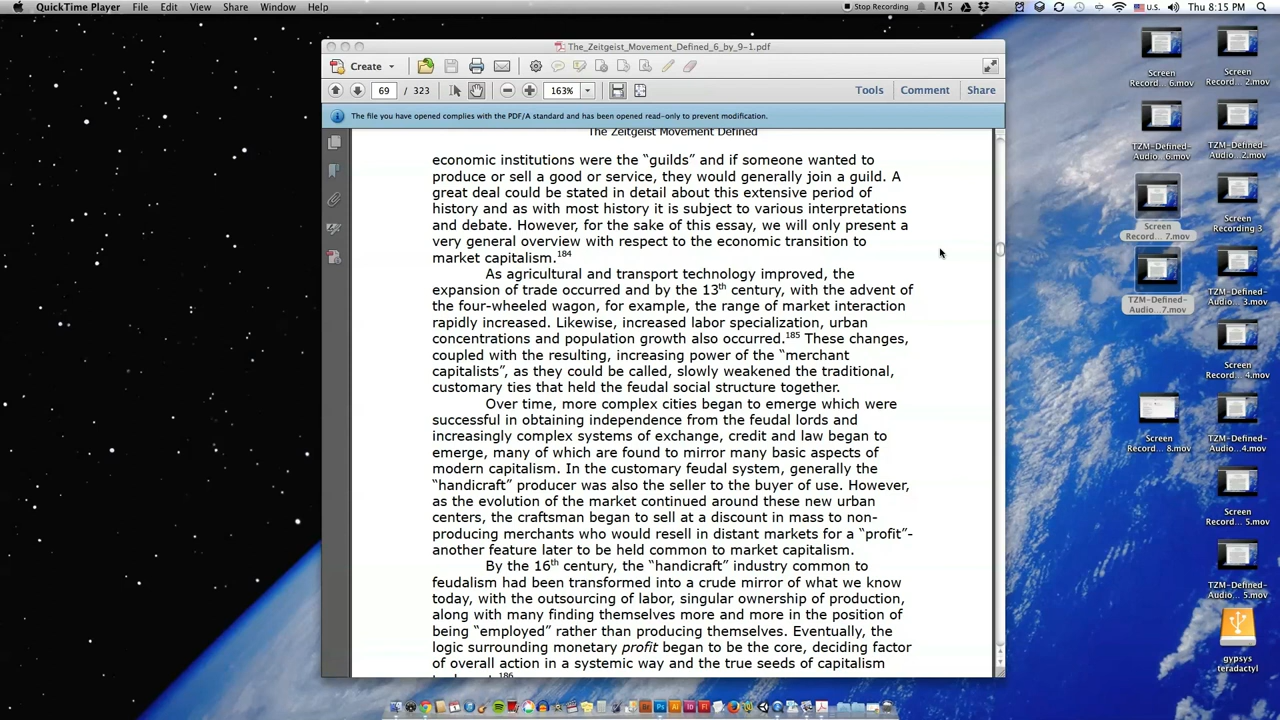 QuickTime Player File Edit View Share Window Help
Stop Recording 5 U.S. Thu 8:15 PM
The_Zeitgeist_Movement_Defined_6_by_9-1.pdf
Create
69 / 323 163% Tools Comment Share
The file you have opened complies with the PDF/A standard and has been opened read-only to prevent modification.
The Zeitgeist Movement Defined
economic institutions were the “guilds” and if someone wanted to
produce or sell a good or service, they would generally join a guild. A
great deal could be stated in detail about this extensive period of
history and as with most history it is subject to various interpretations
and debate. However, for the sake of this essay, we will only present a
very general overview with respect to the economic transition to
market capitalism.184
As agricultural and transport technology improved, the
expansion of trade occurred and by the 13th century, with the advent of
the four-wheeled wagon, for example, the range of market interaction
rapidly increased. Likewise, increased labor specialization, urban
concentrations and population growth also occurred.185 These changes,
coupled with the resulting, increasing power of the “merchant
capitalists”, as they could be called, slowly weakened the traditional,
customary ties that held the feudal social structure together.
Over time, more complex cities began to emerge which were
successful in obtaining independence from the feudal lords and
increasingly complex systems of exchange, credit and law began to
emerge, many of which are found to mirror many basic aspects of
modern capitalism. In the customary feudal system, generally the
“handicraft” producer was also the seller to the buyer of use. However,
as the evolution of the market continued around these new urban
centers, the craftsman began to sell at a discount in mass to non-
producing merchants who would resell in distant markets for a “profit”-
another feature later to be held common to market capitalism.
By the 16th century, the “handicraft” industry common to
feudalism had been transformed into a crude mirror of what we know
today, with the outsourcing of labor, singular ownership of production,
along with many finding themselves more and more in the position of
being “employed” rather than producing themselves. Eventually, the
logic surrounding monetary profit began to be the core, deciding factor
of overall action in a systemic way and the true seeds of capitalism
186
Screen
Record... 6.mov
Screen
Record... 2.mov
TZM-Defined-
Audio...6.mov
TZM-Defined-
Audio...2.mov
Screen
Record... 7.mov
Screen
Recording 3
TZM-Defined-
Audio...7.mov
TZM-Defined-
Audio...3.mov
Screen
Record... 4.mov
Screen
Record... 8.mov
TZM-Defined-
Audio...4.mov
Screen
Record... 5.mov
TZM-Defined-
Audio...5.mov
gypsys
teradactyl